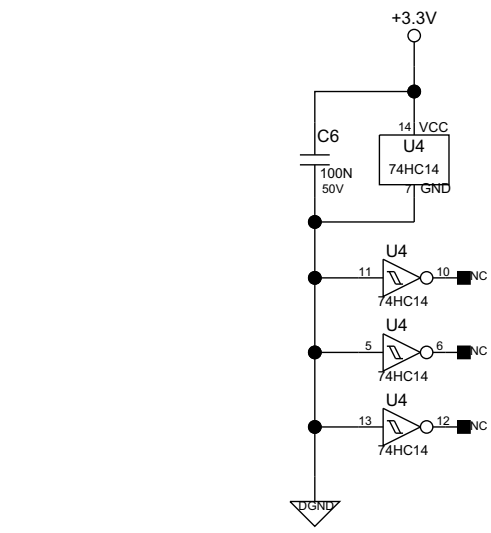 +3.3V
14 VCC
C6
U4
74HC14
100N
50V
7 GND
U4
11 10 NC
74HC14
U4
5 6 NC
74HC14
U4
13 12 NC
74HC14
DGND